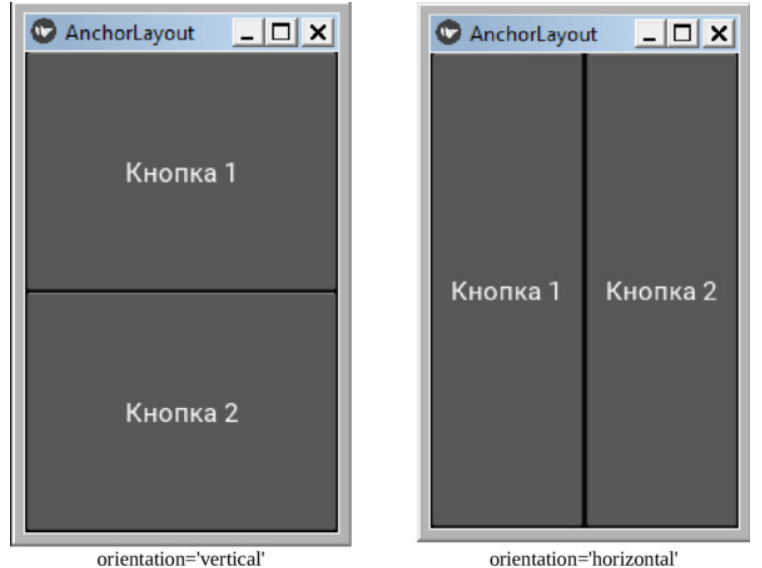 AnchorLayout
Кнопка 1
Кнопка 2
orientation='vertical'
AnchorLayout
Кнопка 1 Кнопка 2
orientation='horizontal'